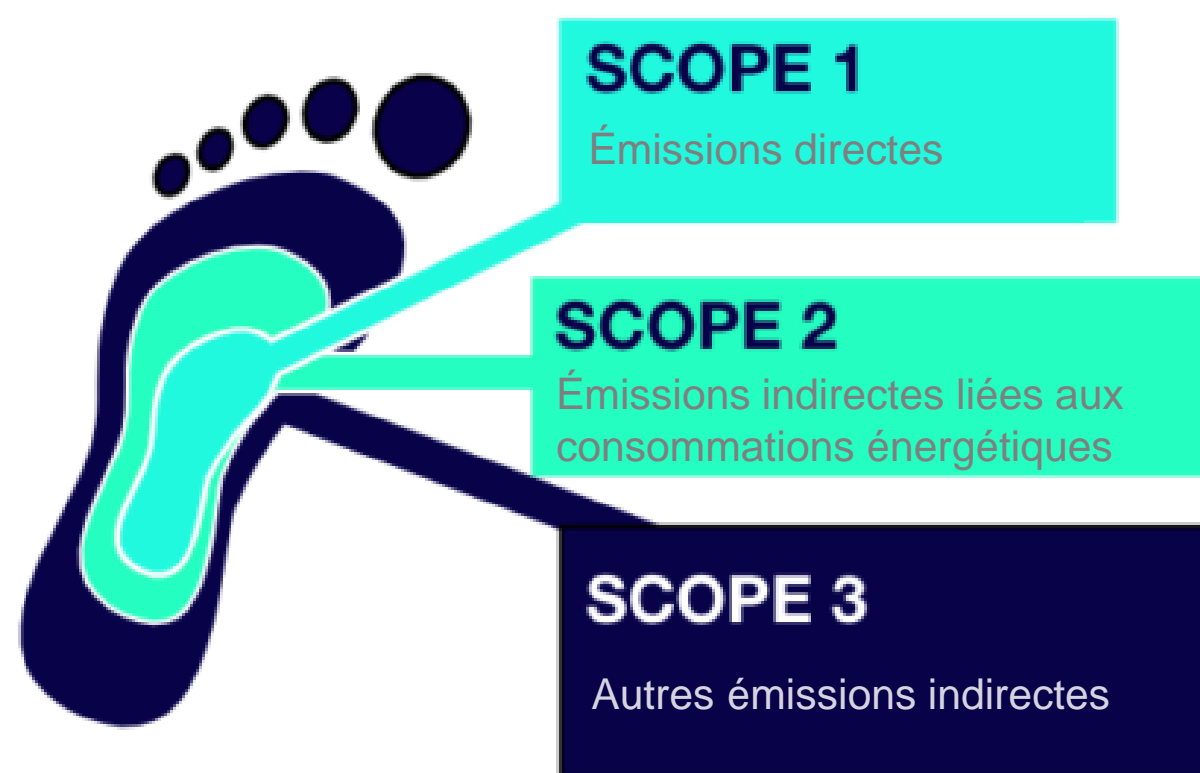 SCOPE 1
Émissions directes
SCOPE 2
Émissions indirectes liées aux
consommations énergétiques
SCOPE 3
Autres émissions indirectes